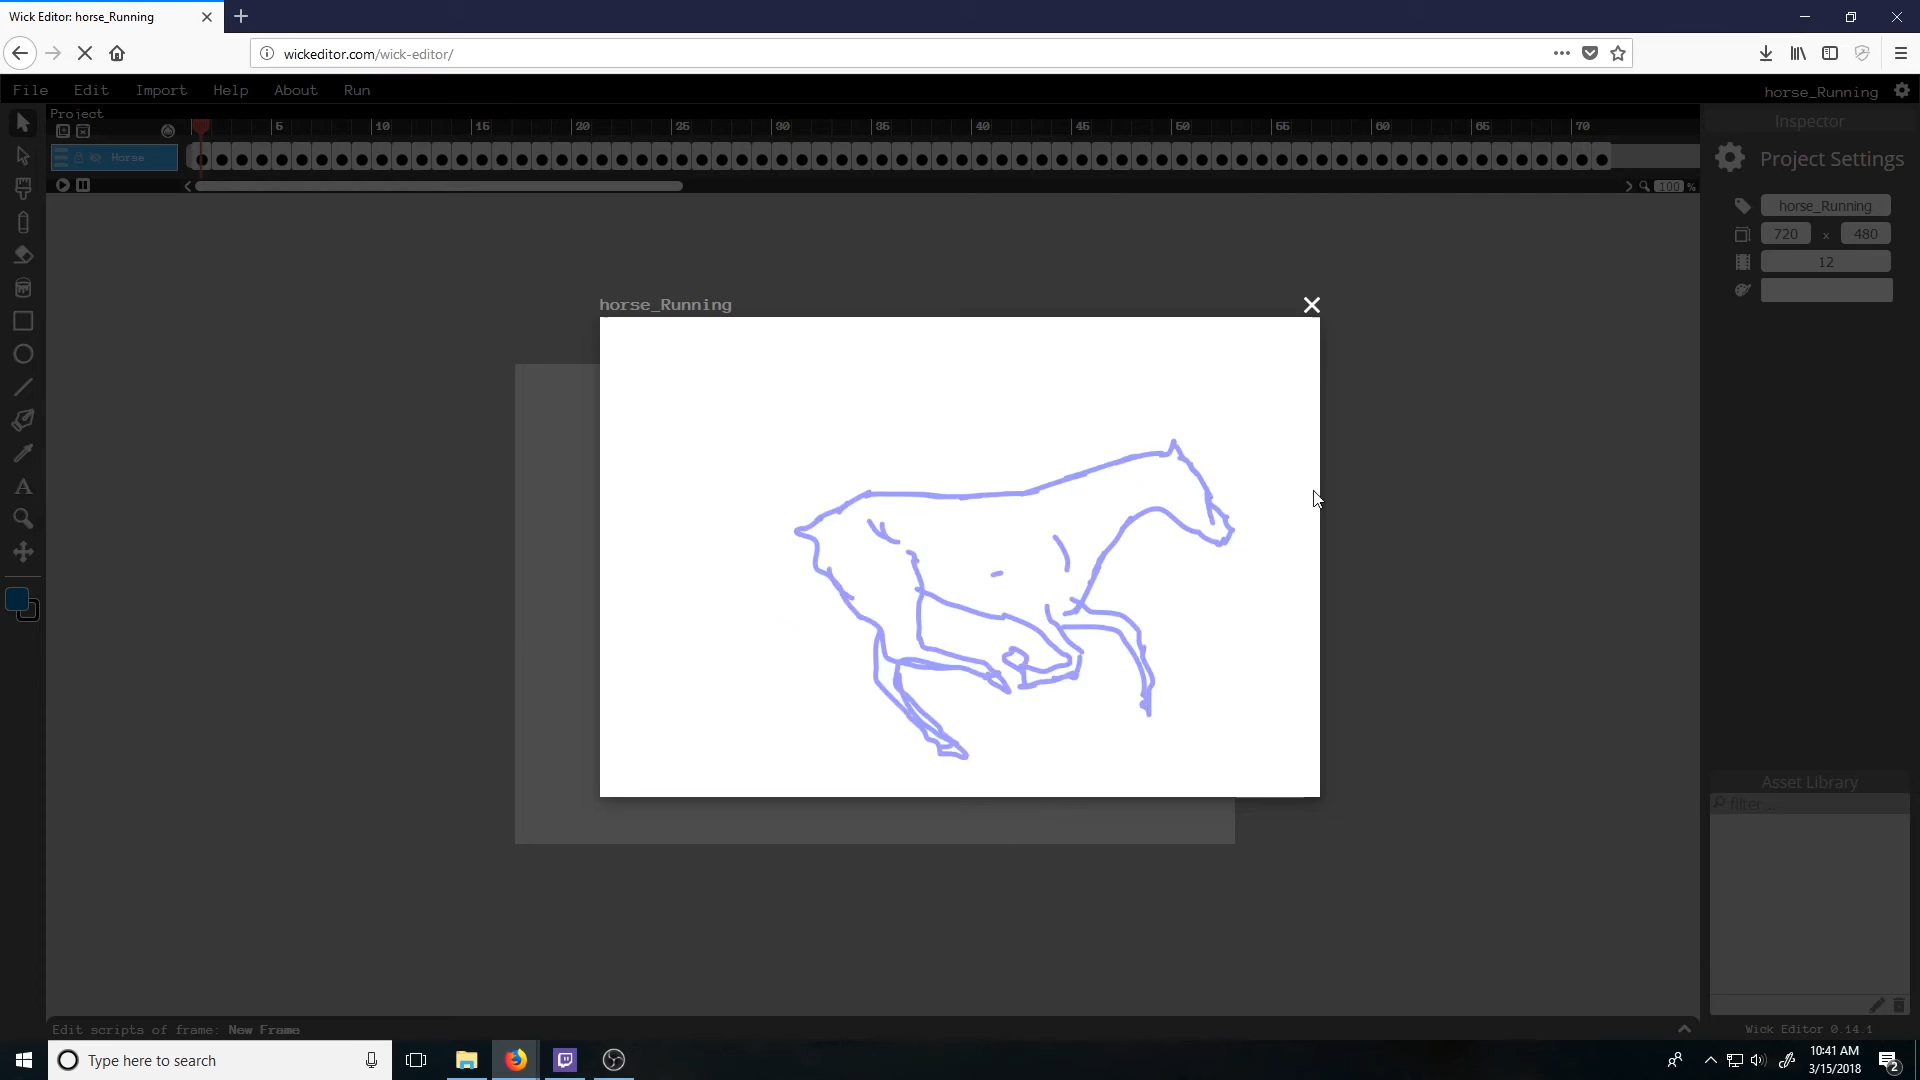 Wick Editor: horse_Running
wickeditor.com/wick-editor/
File Edit Import Help About Run
horse_Running
Project
5 10 15 20 25 30 35 40 45 50 55 60 65 70
Horse
100 %
Inspector
Project Settings
horse_Running
720 x 480
12
horse_Running
Asset Library
filter...
Edit scripts of frame: New Frame
Wick Editor 0.14.1
Type here to search
10:41 AM
3/15/2018
2